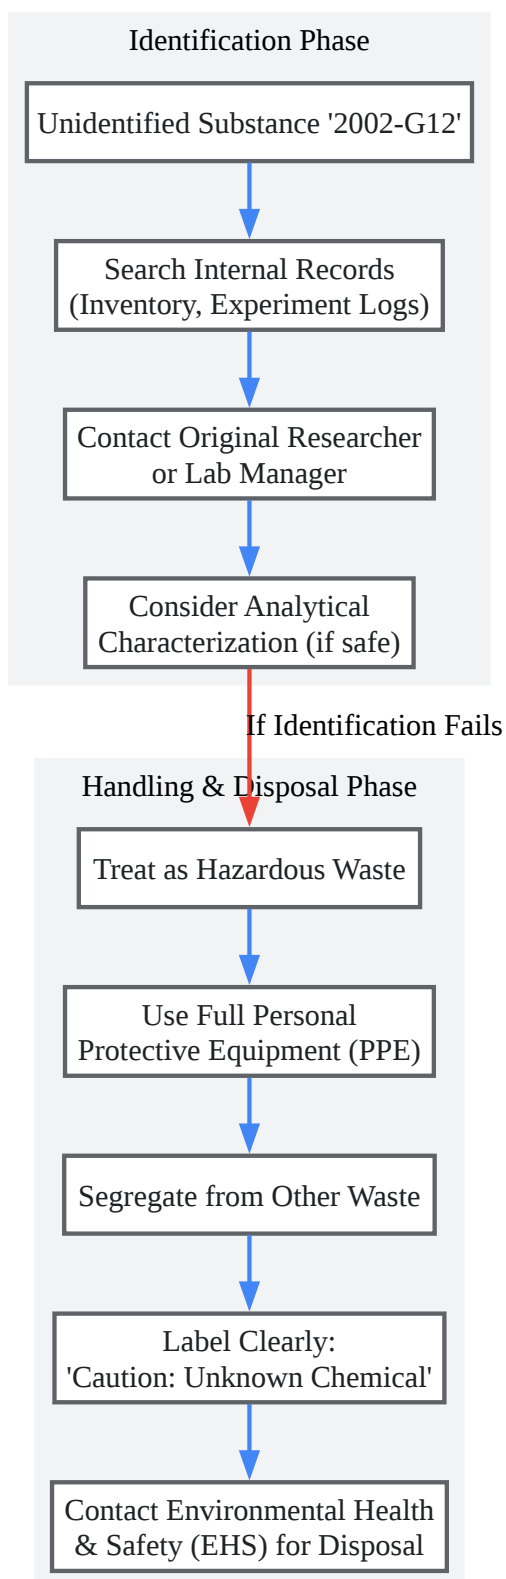 Identification Phase
Unidentified Substance '2002-G12'
Search Internal Records
(Inventory, Experiment Logs)
Contact Original Researcher
or Lab Manager
Consider Analytical
Characterization (if safe)
If Identification Fails
Handling & Disposal Phase
Treat as Hazardous Waste
Use Full Personal
Protective Equipment (PPE)
Segregate from Other Waste
Label Clearly:
'Caution: Unknown Chemical'
Contact Environmental Health
& Safety (EHS) for Disposal